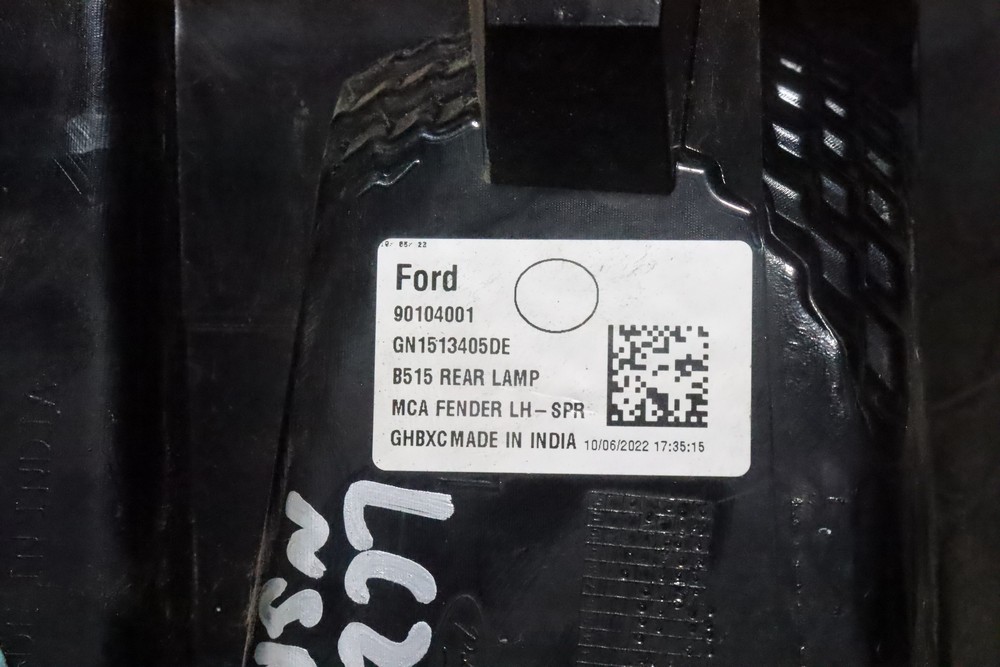 Ford
90104001
GN1513405DE
B515 REAR LAMP
MCA FENDER LH-SPR
GHBXCMADE IN INDIA 10/06/2022 17:35:15